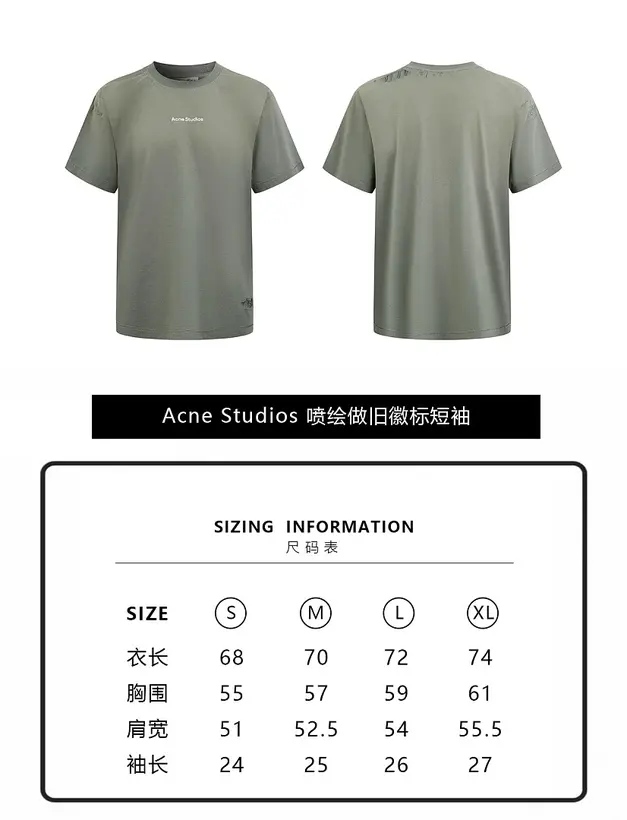 Acne Studios
Acne Studios 喷绘做旧徽标短袖
SIZING INFORMATION
尺码表
SIZE S M L XL
衣长 68 70 72 74
胸围 55 57 59 61
肩宽 51 52.5 54 55.5
袖长 24 25 26 27